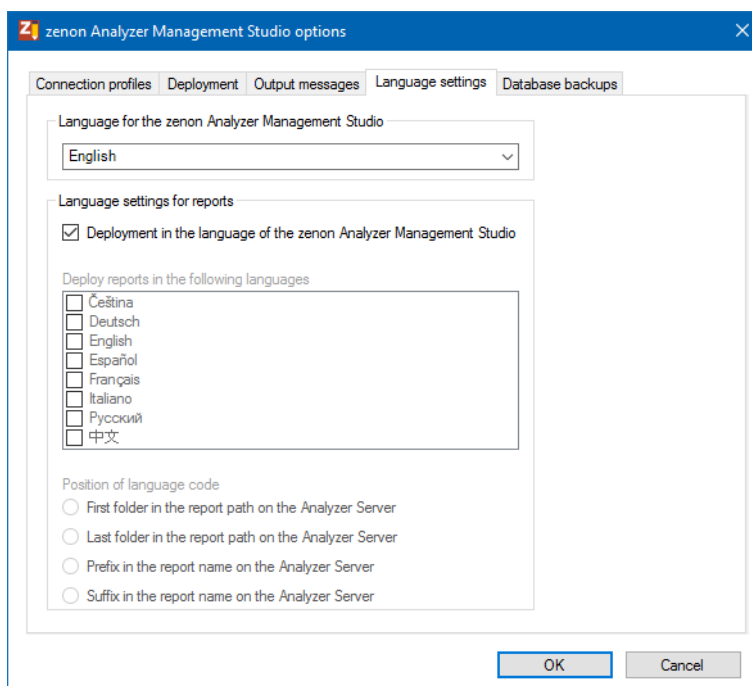 zenon Analyzer Management Studio options
Connection profiles Deployment Output messages Language settings Database backups
Language for the zenon Analyzer Management Studio
English
Language settings for reports
Deployment in the language of the zenon Analyzer Management Studio
Deploy reports in the following languages
Čeština
Deutsch
English
Español
Français
Italiano
Русский
中文
Position of language code
First folder in the report path on the Analyzer Server
Last folder in the report path on the Analyzer Server
Prefix in the report name on the Analyzer Server
Suffix in the report name on the Analyzer Server
OK Cancel